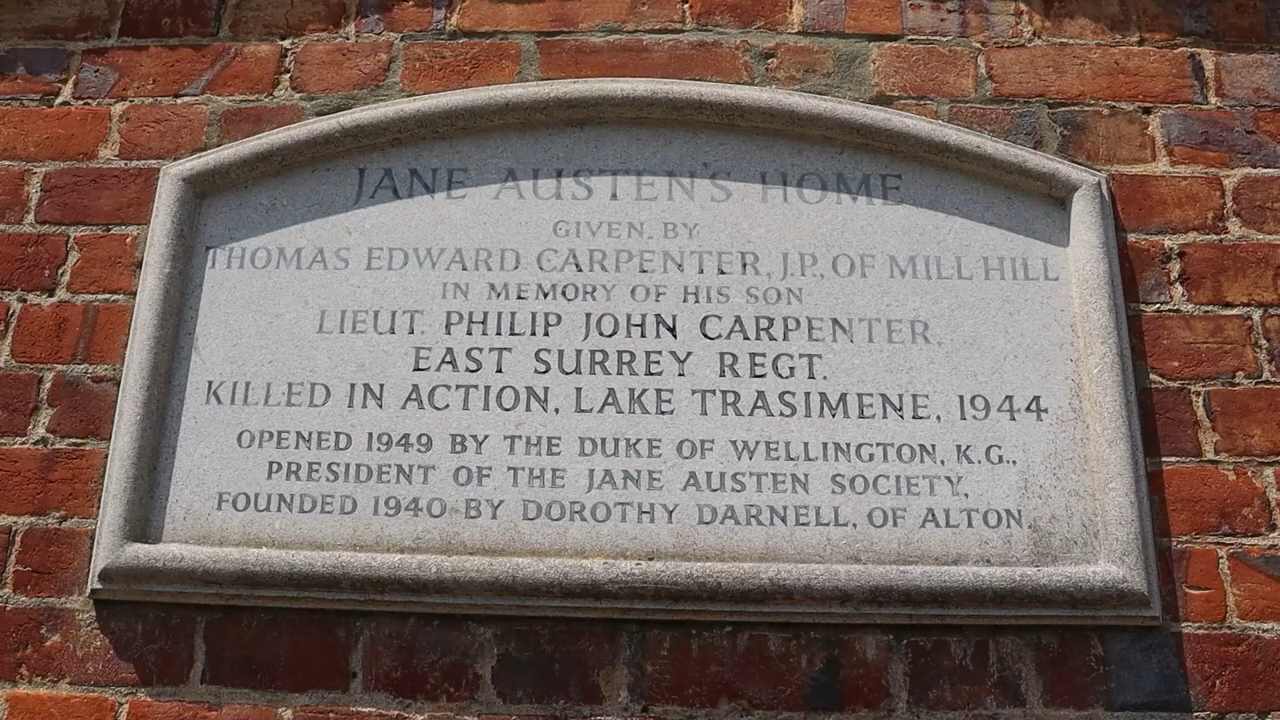 JANE AUSTEN'S HOME
GIVEN BY
THOMAS EDWARD CARPENTER, J.P., OF MILL HILL
IN MEMORY OF HIS SON
LIEUT. PHILIP JOHN CARPENTER,
EAST SURREY REGT.
KILLED IN ACTION, LAKE TRASIMENE, 1944
OPENED 1949 BY THE DUKE OF WELLINGTON, K.G.,
PRESIDENT OF THE JANE AUSTEN SOCIETY,
FOUNDED 1940 BY DOROTHY DARNELL, OF ALTON.